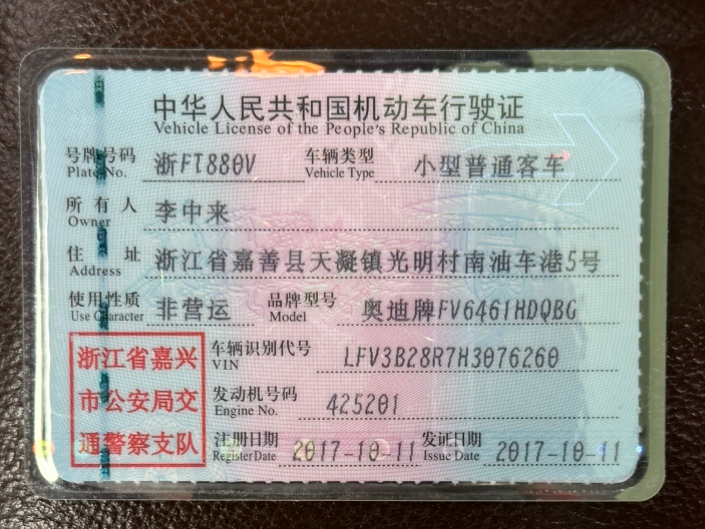 中华人民共和国机动车行驶证
Vehicle License of the People's Republic of China
号牌号码 浙FT880V 车辆类型 小型普通客车
Plate No. Vehicle Type
所有人 李中来
Owner
住址 浙江省嘉善县天凝镇光明村南油车港5号
Address
使用性质 非营运 品牌型号 奥迪牌FV6461HDQBG
Use Character Model
浙江省嘉兴
市公安局交
通警察支队
车辆识别代号 LFV3B28R7H3076260
VIN
发动机号码 425201
Engine No.
注册日期 2017-10-11 发证日期 2017-10-11
Register Date Issue Date